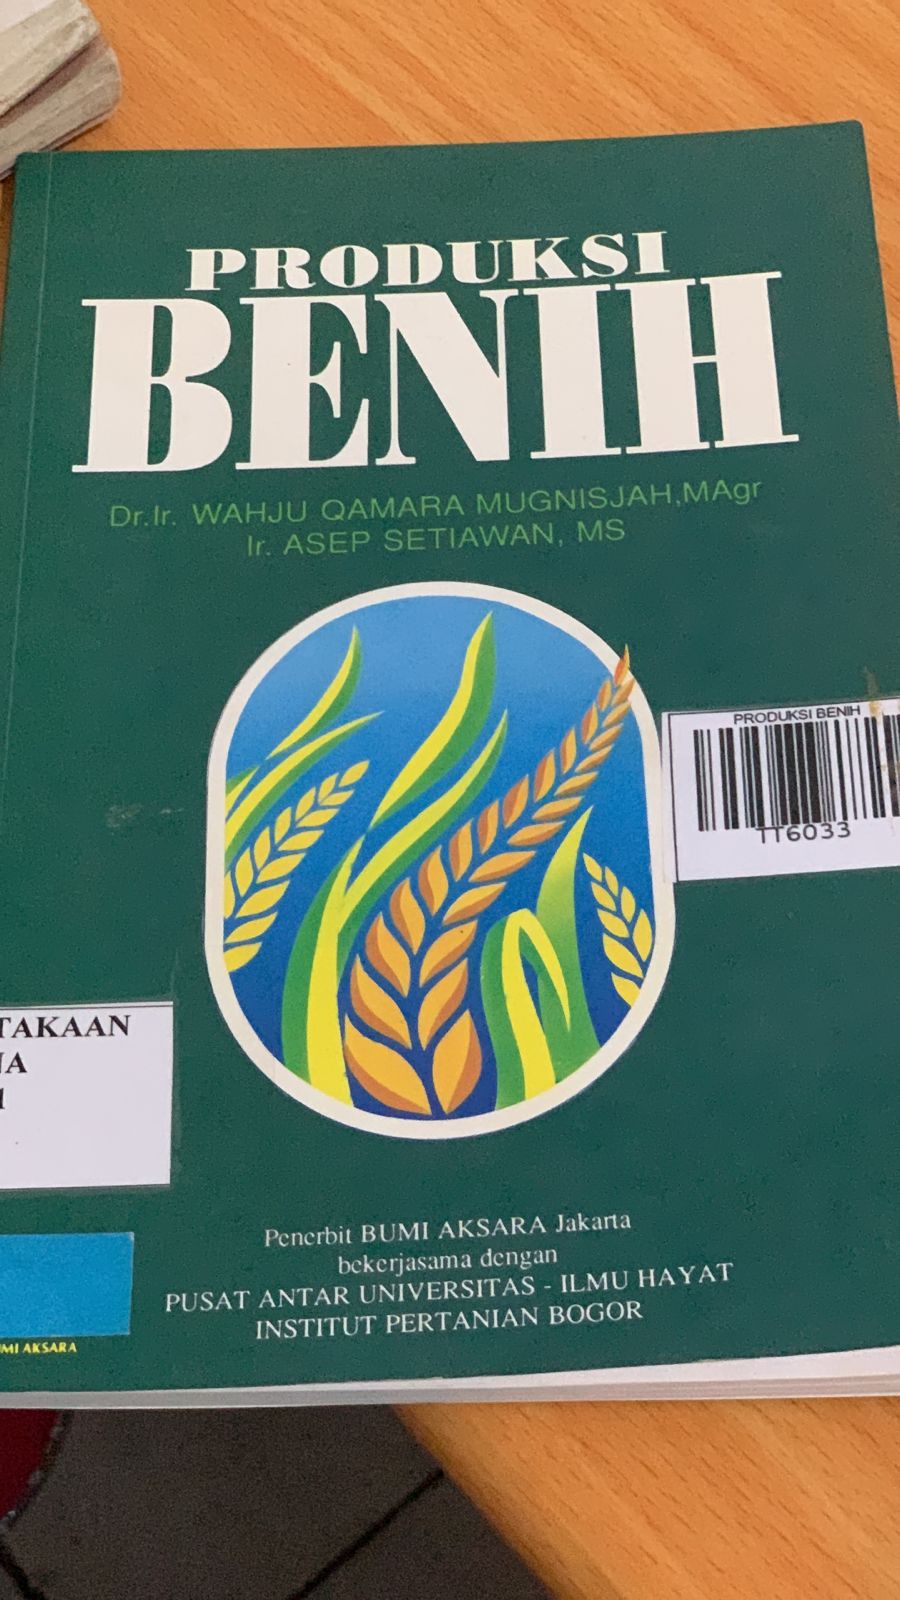 PRODUKSI
BENIH
Dr.Ir. WAHJU QAMARA MUGNISJAH,MAgr
Ir. ASEP SETIAWAN, MS
PRODUKSI BENIH
TT6033
TAKAAN
Penerbit BUMI AKSARA Jakarta
bekerjasama dengan
PUSAT ANTAR UNIVERSITAS - ILMU HAYAT
INSTITUT PERTANIAN BOGOR
MI AKSARA